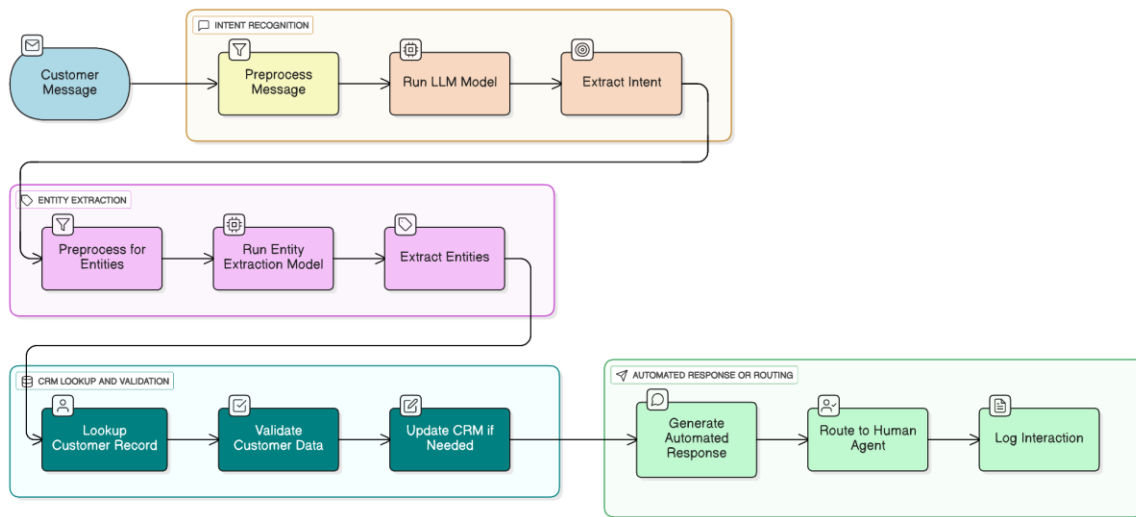 INTENT RECOGNITION
Customer
Message
Preprocess
Message
Run LLM Model
Extract Intent
ENTITY EXTRACTION
Preprocess for
Entities
Run Entity
Extraction Model
Extract Entities
CRM LOOKUP AND VALIDATION
Lookup
Customer Record
Validate
Customer Data
Update CRM if
Needed
AUTOMATED RESPONSE OR ROUTING
Generate
Automated
Response
Route to Human
Agent
Log Interaction